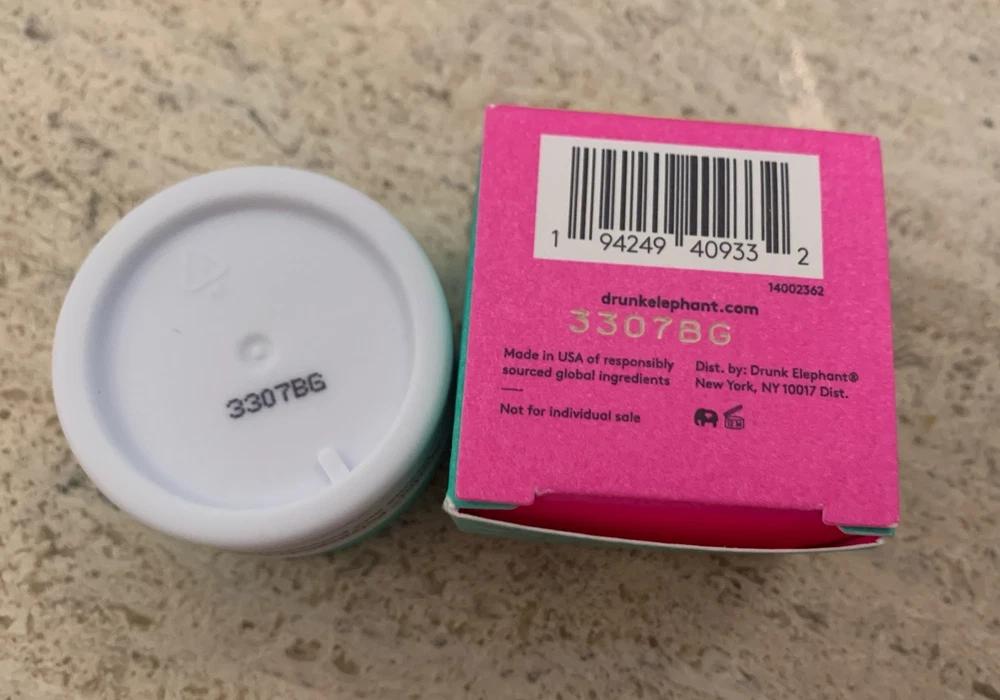 3307BG
1 94249 40933 2
14002362
drunkelephant.com
3307BG
Made in USA of responsibly
sourced global ingredients
Not for individual sale
Dist. by: Drunk Elephant®
New York, NY 10017 Dist.